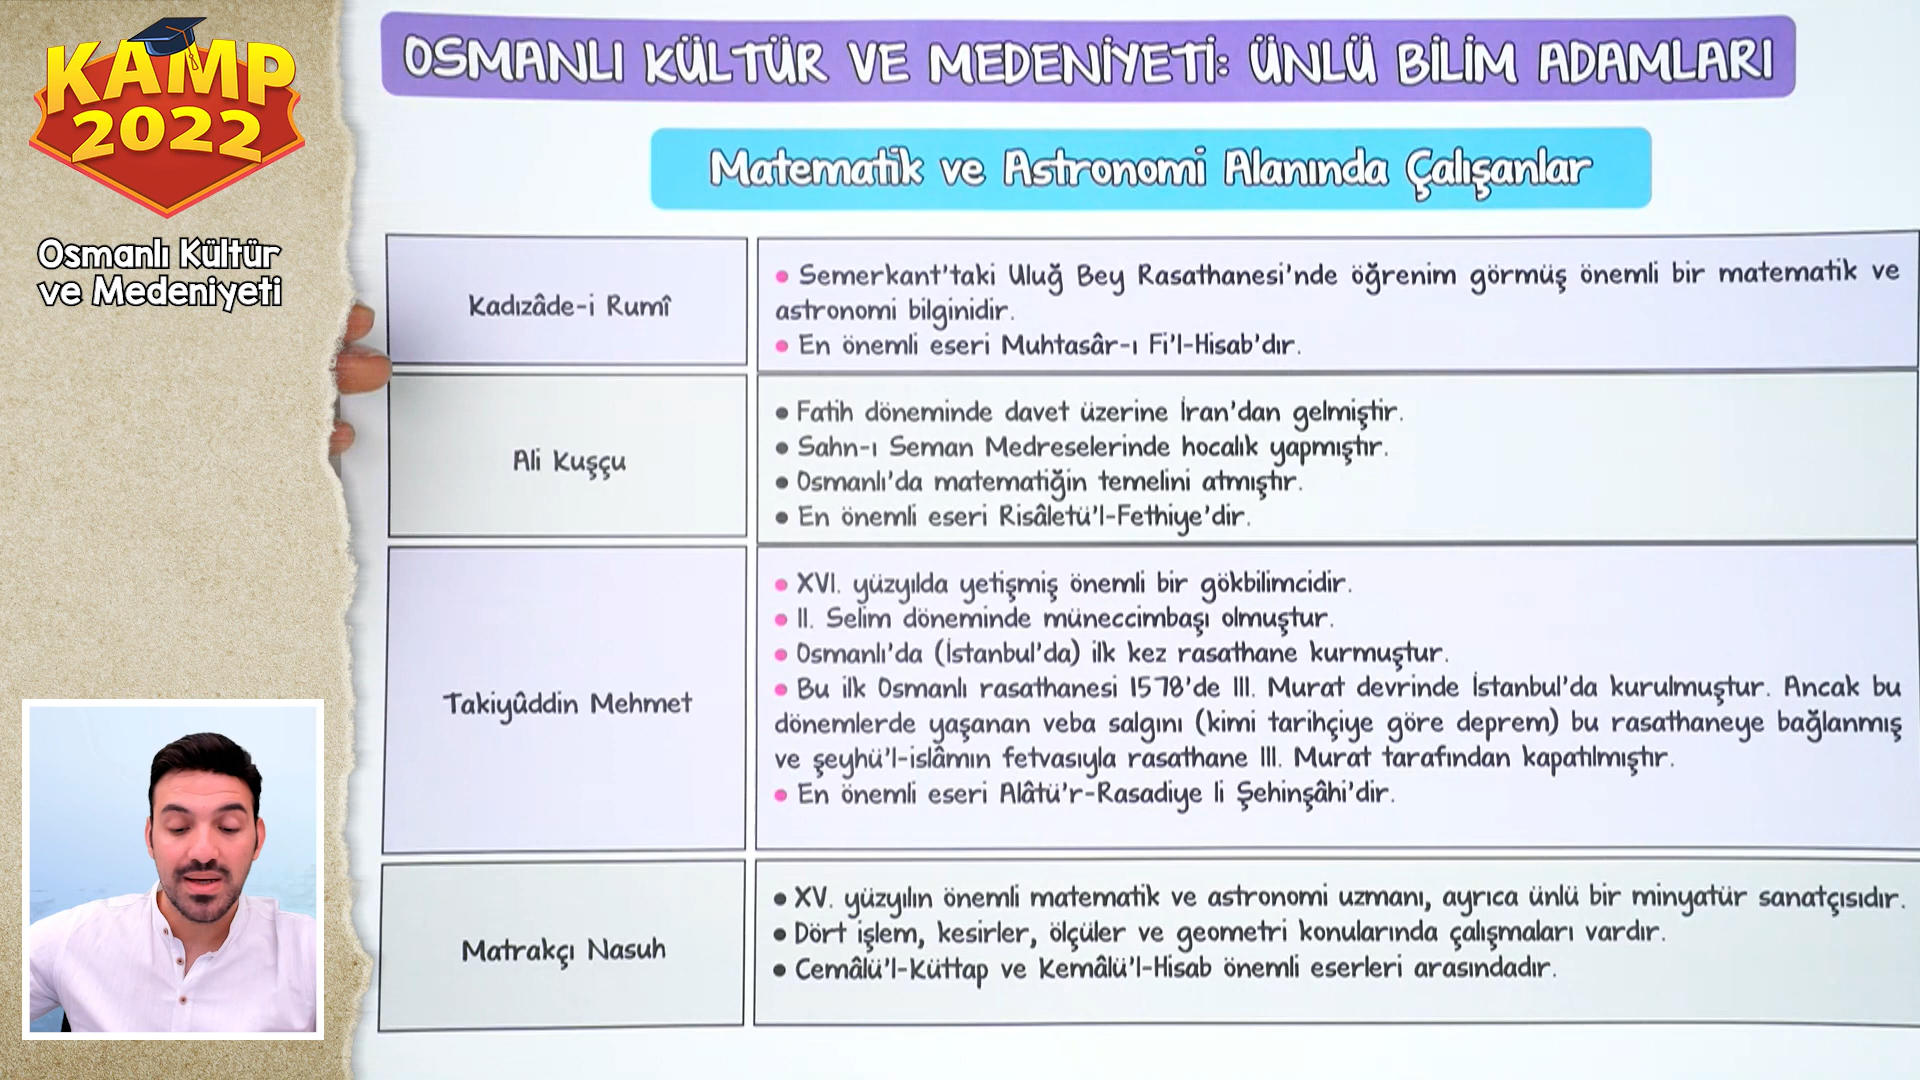 KAMP
2022
Osmanlı Kültür
ve Medeniyeti
OSMANLI KÜLTÜR VE MEDENİYETİ: ÜNLÜ BİLİM ADAMLARI
Matematik ve Astronomi Alanında Çalışanlar
Kadızâde-i Rumî
• Semerkant'taki Uluğ Bey Rasathanesi'nde öğrenim görmüş önemli bir matematik ve
astronomi bilginidir.
• En önemli eseri Muhtasâr-ı Fi'l-Hisab'dır.
Ali Kuşçu
• Fatih döneminde davet üzerine İran'dan gelmiştir.
• Sahn-ı Seman Medreselerinde hocalık yapmıştır.
• Osmanlı'da matematiğin temelini atmıştır.
• En önemli eseri Risâletü'l-Fethiye'dir.
Takiyûddin Mehmet
• XVI. yüzyılda yetişmiş önemli bir gökbilimcidir.
• II. Selim döneminde müneccimbaşı olmuştur.
• Osmanlı'da (İstanbul'da) ilk kez rasathane kurmuştur.
• Bu ilk Osmanlı rasathanesi 1578'de III. Murat devrinde İstanbul'da kurulmuştur. Ancak bu
dönemlerde yaşanan veba salgını (kimi tarihçiye göre deprem) bu rasathaneye bağlanmış
ve şeyhü'l-islâmın fetvasıyla rasathane III. Murat tarafından kapatılmıştır.
• En önemli eseri Alâtü'r-Rasadiye li Şehinşâhi'dir.
Matrakçı Nasuh
• XV. yüzyılın önemli matematik ve astronomi uzmanı, ayrıca ünlü bir minyatür sanatçısıdır.
• Dört işlem, kesirler, ölçüler ve geometri konularında çalışmaları vardır.
• Cemâlü'l-Küttap ve Kemâlü'l-Hisab önemli eserleri arasındadır.